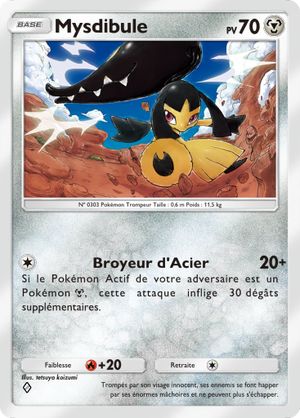 BASE Mysdibule PV 70
N° 0303 Pokémon Trompeur Taille : 0,6 m Poids : 11,5 kg
Broyeur d'Acier 20+
Si le Pokémon Actif de votre adversaire est un
Pokémon , cette attaque inflige 30 dégâts
supplémentaires.
Faiblesse +20 Retraite
Illus. tetsuya koizumi
Trompés par son visage innocent, ses ennemis se font happer
par ses énormes mâchoires et ne peuvent plus s'échapper.